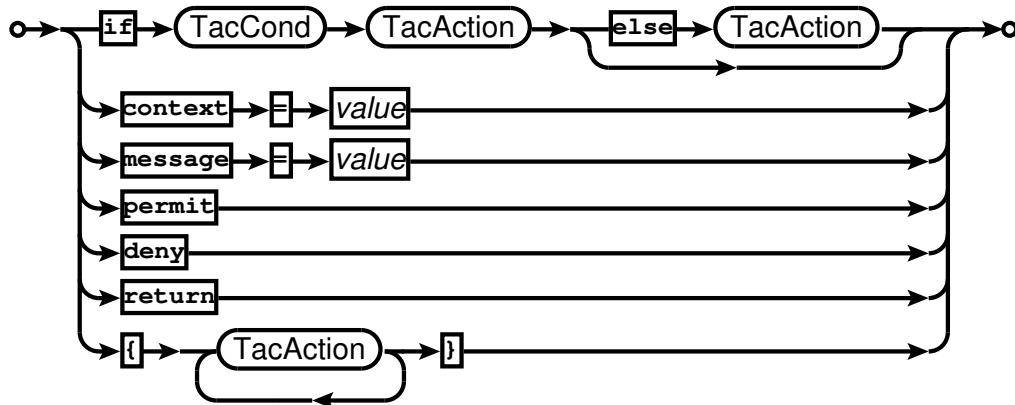 if TacCond TacAction else TacAction
context = value
message = value
permit
deny
return
{ TacAction }